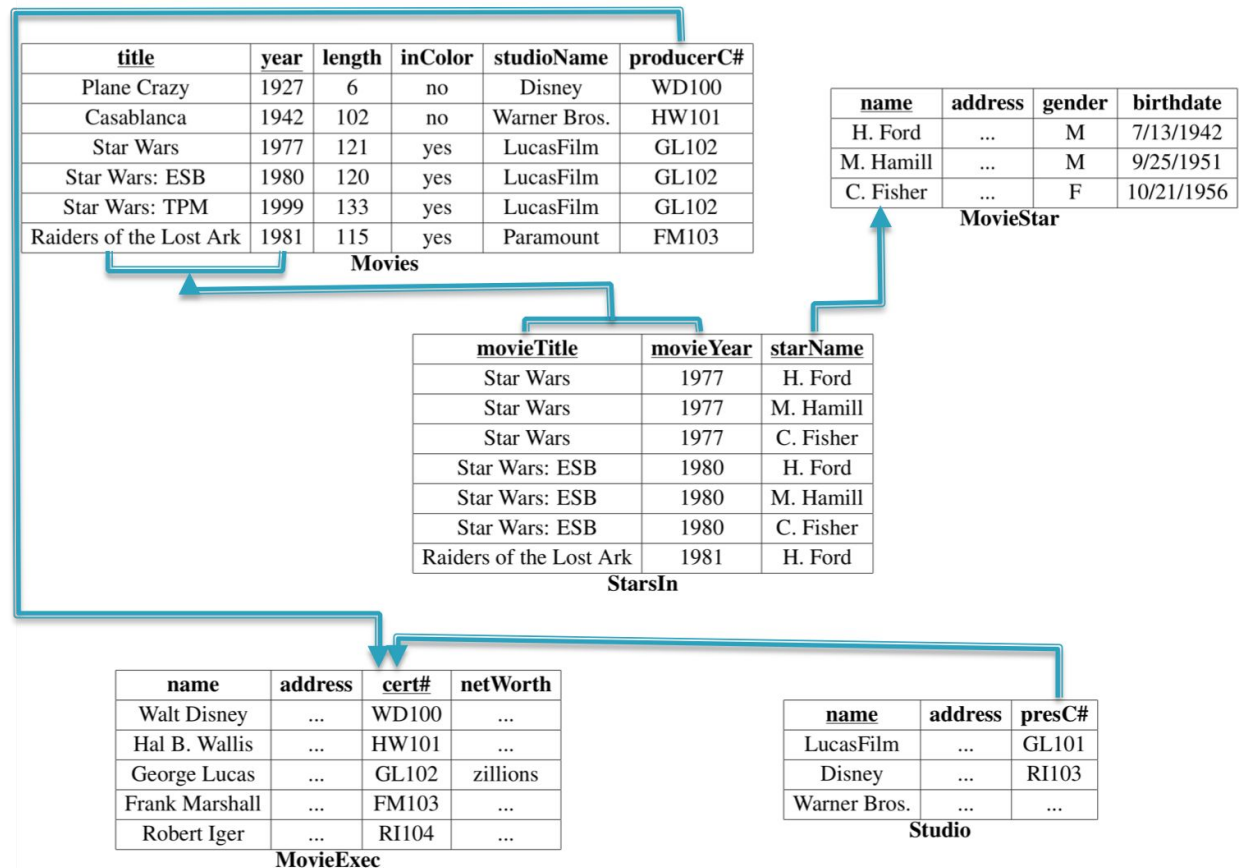 title year length inColor studioName producerC#
Plane Crazy 1927 6 no Disney WD100
Casablanca 1942 102 no Warner Bros. HW101
Star Wars 1977 121 yes LucasFilm GL102
Star Wars: ESB 1980 120 yes LucasFilm GL102
Star Wars: TPM 1999 133 yes LucasFilm GL102
Raiders of the Lost Ark 1981 115 yes Paramount FM103
Movies
name address gender birthdate
H. Ford ... M 7/13/1942
M. Hamill ... M 9/25/1951
C. Fisher ... F 10/21/1956
MovieStar
movieTitle movieYear starName
Star Wars 1977 H. Ford
Star Wars 1977 M. Hamill
Star Wars 1977 C. Fisher
Star Wars: ESB 1980 H. Ford
Star Wars: ESB 1980 M. Hamill
Star Wars: ESB 1980 C. Fisher
Raiders of the Lost Ark 1981 H. Ford
StarsIn
name address cert# netWorth
Walt Disney ... WD100 ...
Hal B. Wallis ... HW101 ...
George Lucas ... GL102 zillions
Frank Marshall ... FM103 ...
Robert Iger ... RI104 ...
MovieExec
name address presC#
LucasFilm ... GL101
Disney ... RI103
Warner Bros. ... ...
Studio